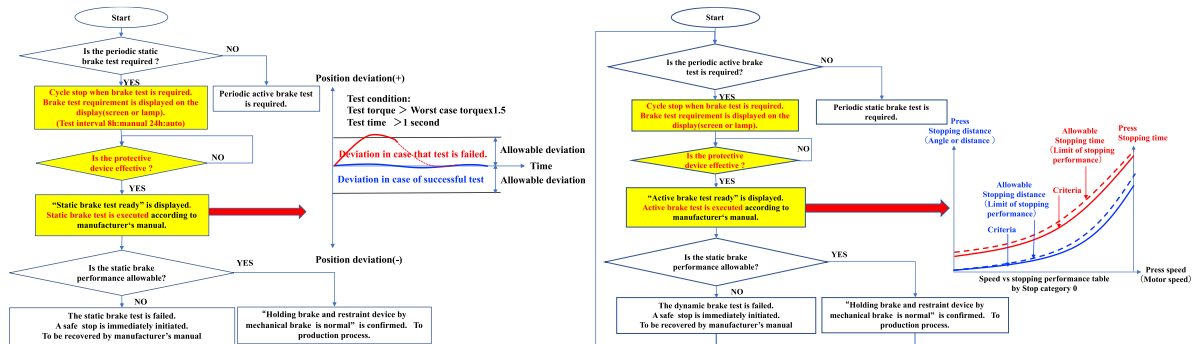 Start
Is the periodic static
brake test required ?
NO
YES
Cycle stop when brake test is required.
Brake test requirement is displayed on the
display(screen or lamp).
(Test interval 8h:manual 24h:auto)
Periodic active brake test
is required.
Is the protective
device effective ?
NO
YES
“Static brake test ready” is displayed.
Static brake test is executed according to
manufacturer‘s manual.
Is the static brake
performance allowable?
YES
NO
The static brake test is failed.
A safe stop is immediately initiated.
To be recovered by manufacturer’s manual
“Holding brake and restraint device by
mechanical brake is normal” is confirmed. To
production process.
Position deviation(+)
Test condition:
Test torque ＞ Worst case torquex1.5
Test time ＞1 second
Deviation in case that test is failed.
Allowable deviation
Time
Deviation in case of successful test
Allowable deviation
Position deviation(-)
Start
Is the periodic active brake
test is required?
NO
YES
Cycle stop when brake test is required.
Brake test requirement is displayed on the
display(screen or lamp).
Periodic static brake test is
required.
Is the protective
device effective ?
NO
YES
“Active brake test ready” is displayed.
Active brake test is executed according to
manufacturer‘s manual.
Is the static brake
performance allowable?
YES
NO
The dynamic brake test is failed.
A safe stop is immediately initiated.
To be recovered by manufacturer’s manual
“Holding brake and restraint device by
mechanical brake is normal” is confirmed. To
production process.
Press
Stopping distance
(Angle or distance)
Allowable
Stopping time
（Limit of stopping
performance)
Press
Stopping time
Allowable
Stopping distance
（Limit of stopping
performance）
Criteria
Criteria
Press speed
(Motor speed)
Speed vs stopping performance table
by Stop category 0